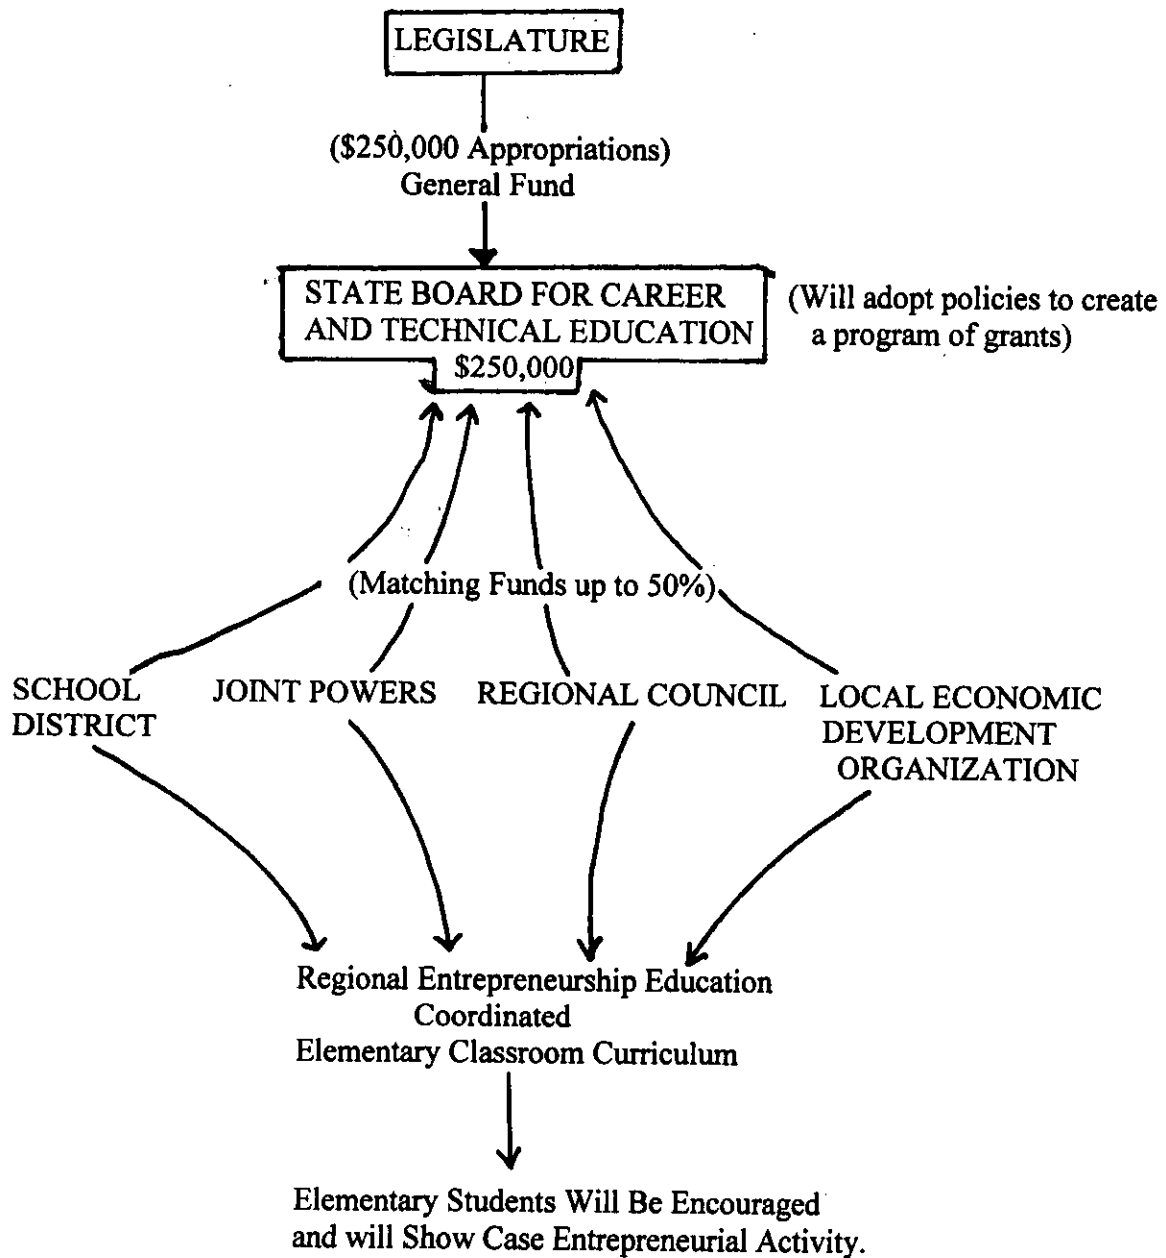 LEGISLATURE
($250,000 Appropriations)
General Fund
STATE BOARD FOR CAREER
AND TECHNICAL EDUCATION
$250,000
(Will adopt policies to create
a program of grants)
(Matching Funds up to 50%)
SCHOOL
DISTRICT
JOINT POWERS
REGIONAL COUNCIL
LOCAL ECONOMIC
DEVELOPMENT
ORGANIZATION
Regional Entrepreneurship Education
Coordinated
Elementary Classroom Curriculum
Elementary Students Will Be Encouraged
and will Show Case Entrepreneurial Activity.